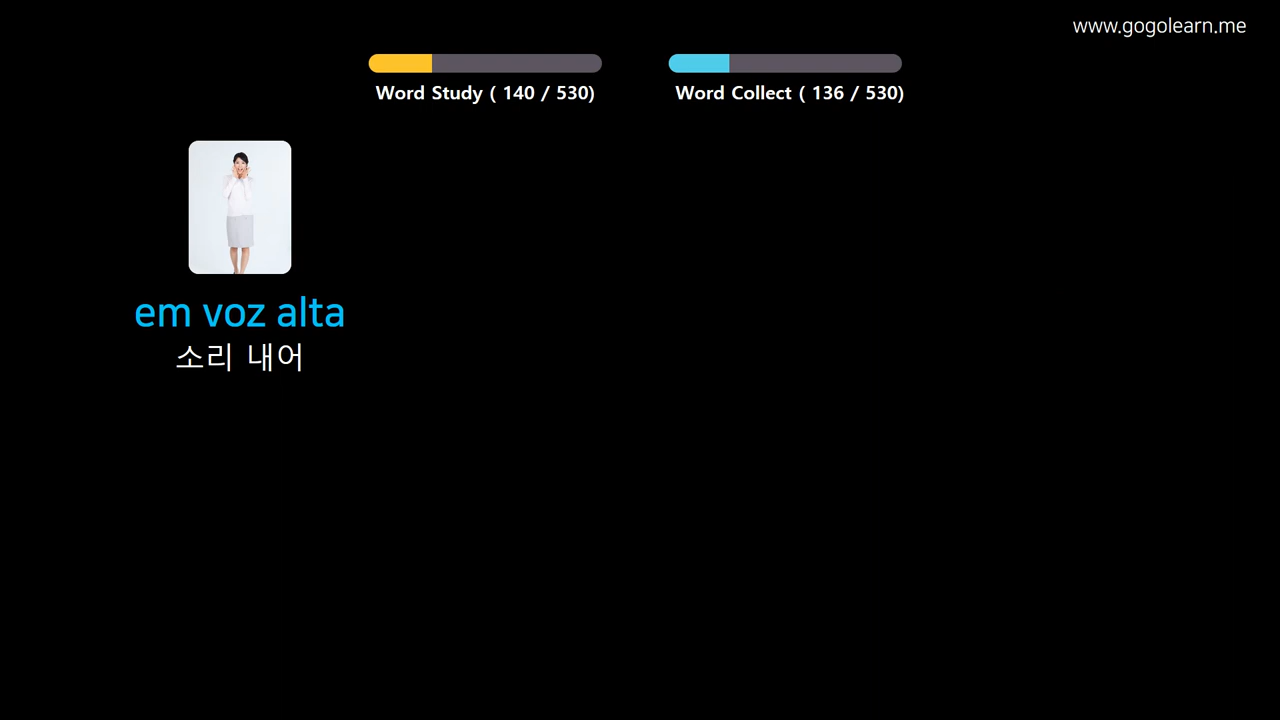 www.gogolearn.me
Word Study ( 140 / 530)
Word Collect ( 136 / 530)
em voz alta
소리 내어